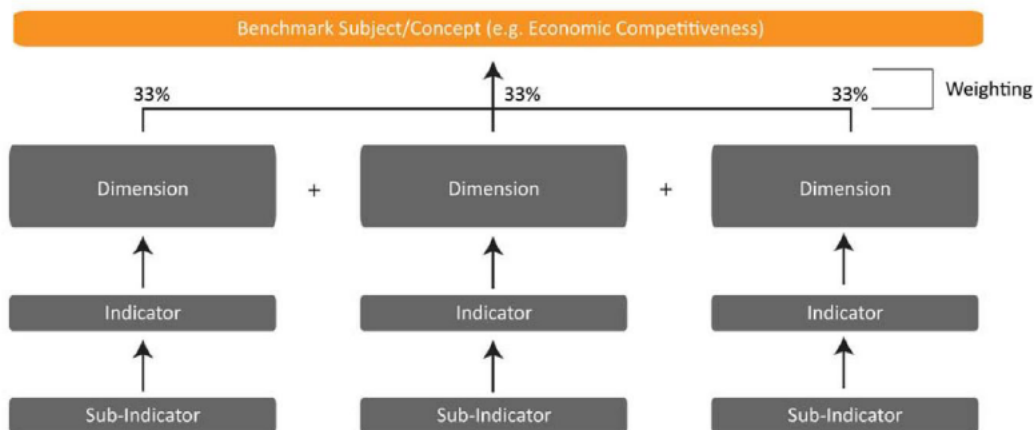 Benchmark Subject/Concept (e.g. Economic Competitiveness)
33% 33% 33% Weighting
Dimension + Dimension + Dimension
Indicator Indicator Indicator
Sub-Indicator Sub-Indicator Sub-Indicator